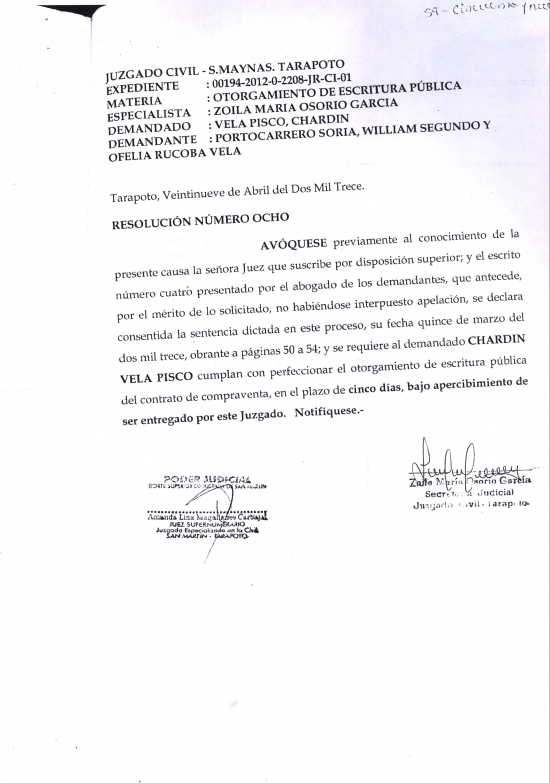 59 - Cincuenta y nue
JUZGADO CIVIL - S.MAYNAS. TARAPOTO
EXPEDIENTE : 00194-2012-0-2208-JR-CI-01
MATERIA : OTORGAMIENTO DE ESCRITURA PÚBLICA
ESPECIALISTA : ZOILA MARIA OSORIO GARCIA
DEMANDADO : VELA PISCO, CHARDIN
DEMANDANTE : PORTOCARRERO SORIA, WILLIAM SEGUNDO Y
OFELIA RUCOBA VELA
Tarapoto, Veintinueve de Abril del Dos Mil Trece.
RESOLUCIÓN NÚMERO OCHO
AVÓQUESE previamente al conocimiento de la
presente causa la señora Juez que suscribe por disposición superior; y el escrito
número cuatro presentado por el abogado de los demandantes, que antecede,
por el mérito de lo solicitado, no habiéndose interpuesto apelación, se declara
consentida la sentencia dictada en este proceso, su fecha quince de marzo del
dos mil trece, obrante a páginas 50 a 54; y se requiere al demandado CHARDIN
VELA PISCO cumplan con perfeccionar el otorgamiento de escritura pública
del contrato de compraventa, en el plazo de cinco días, bajo apercibimiento de
ser entregado por este Juzgado. Notifíquese.-
PODER JUDICIAL
CORTE SUPERIOR DE JUSTICIA DE SAN MARTIN
Amanda Linx Magallanes Carbajal
JUEZ SUPERNUMERARIO
Juzgado Especializado en lo Civil
SAN MARTIN - TARAPOTO
Zoila María Osorio García
Secretaria Judicial
Juzgado Civil - Tarapoto